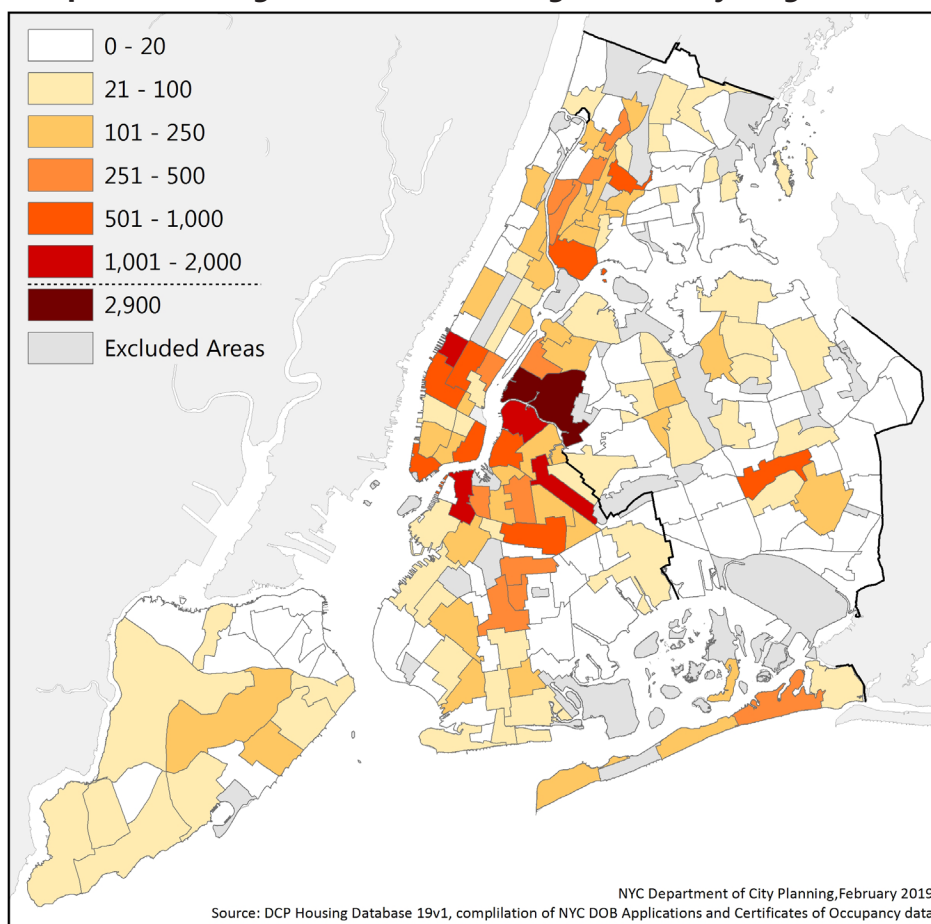 0 - 20
21 - 100
101 - 250
251 - 500
501 - 1,000
1,001 - 2,000
2,900
Excluded Areas
NYC Department of City Planning,February 2019
Source: DCP Housing Database 19v1, complilation of NYC DOB Applications and Certificates of Occupancy data